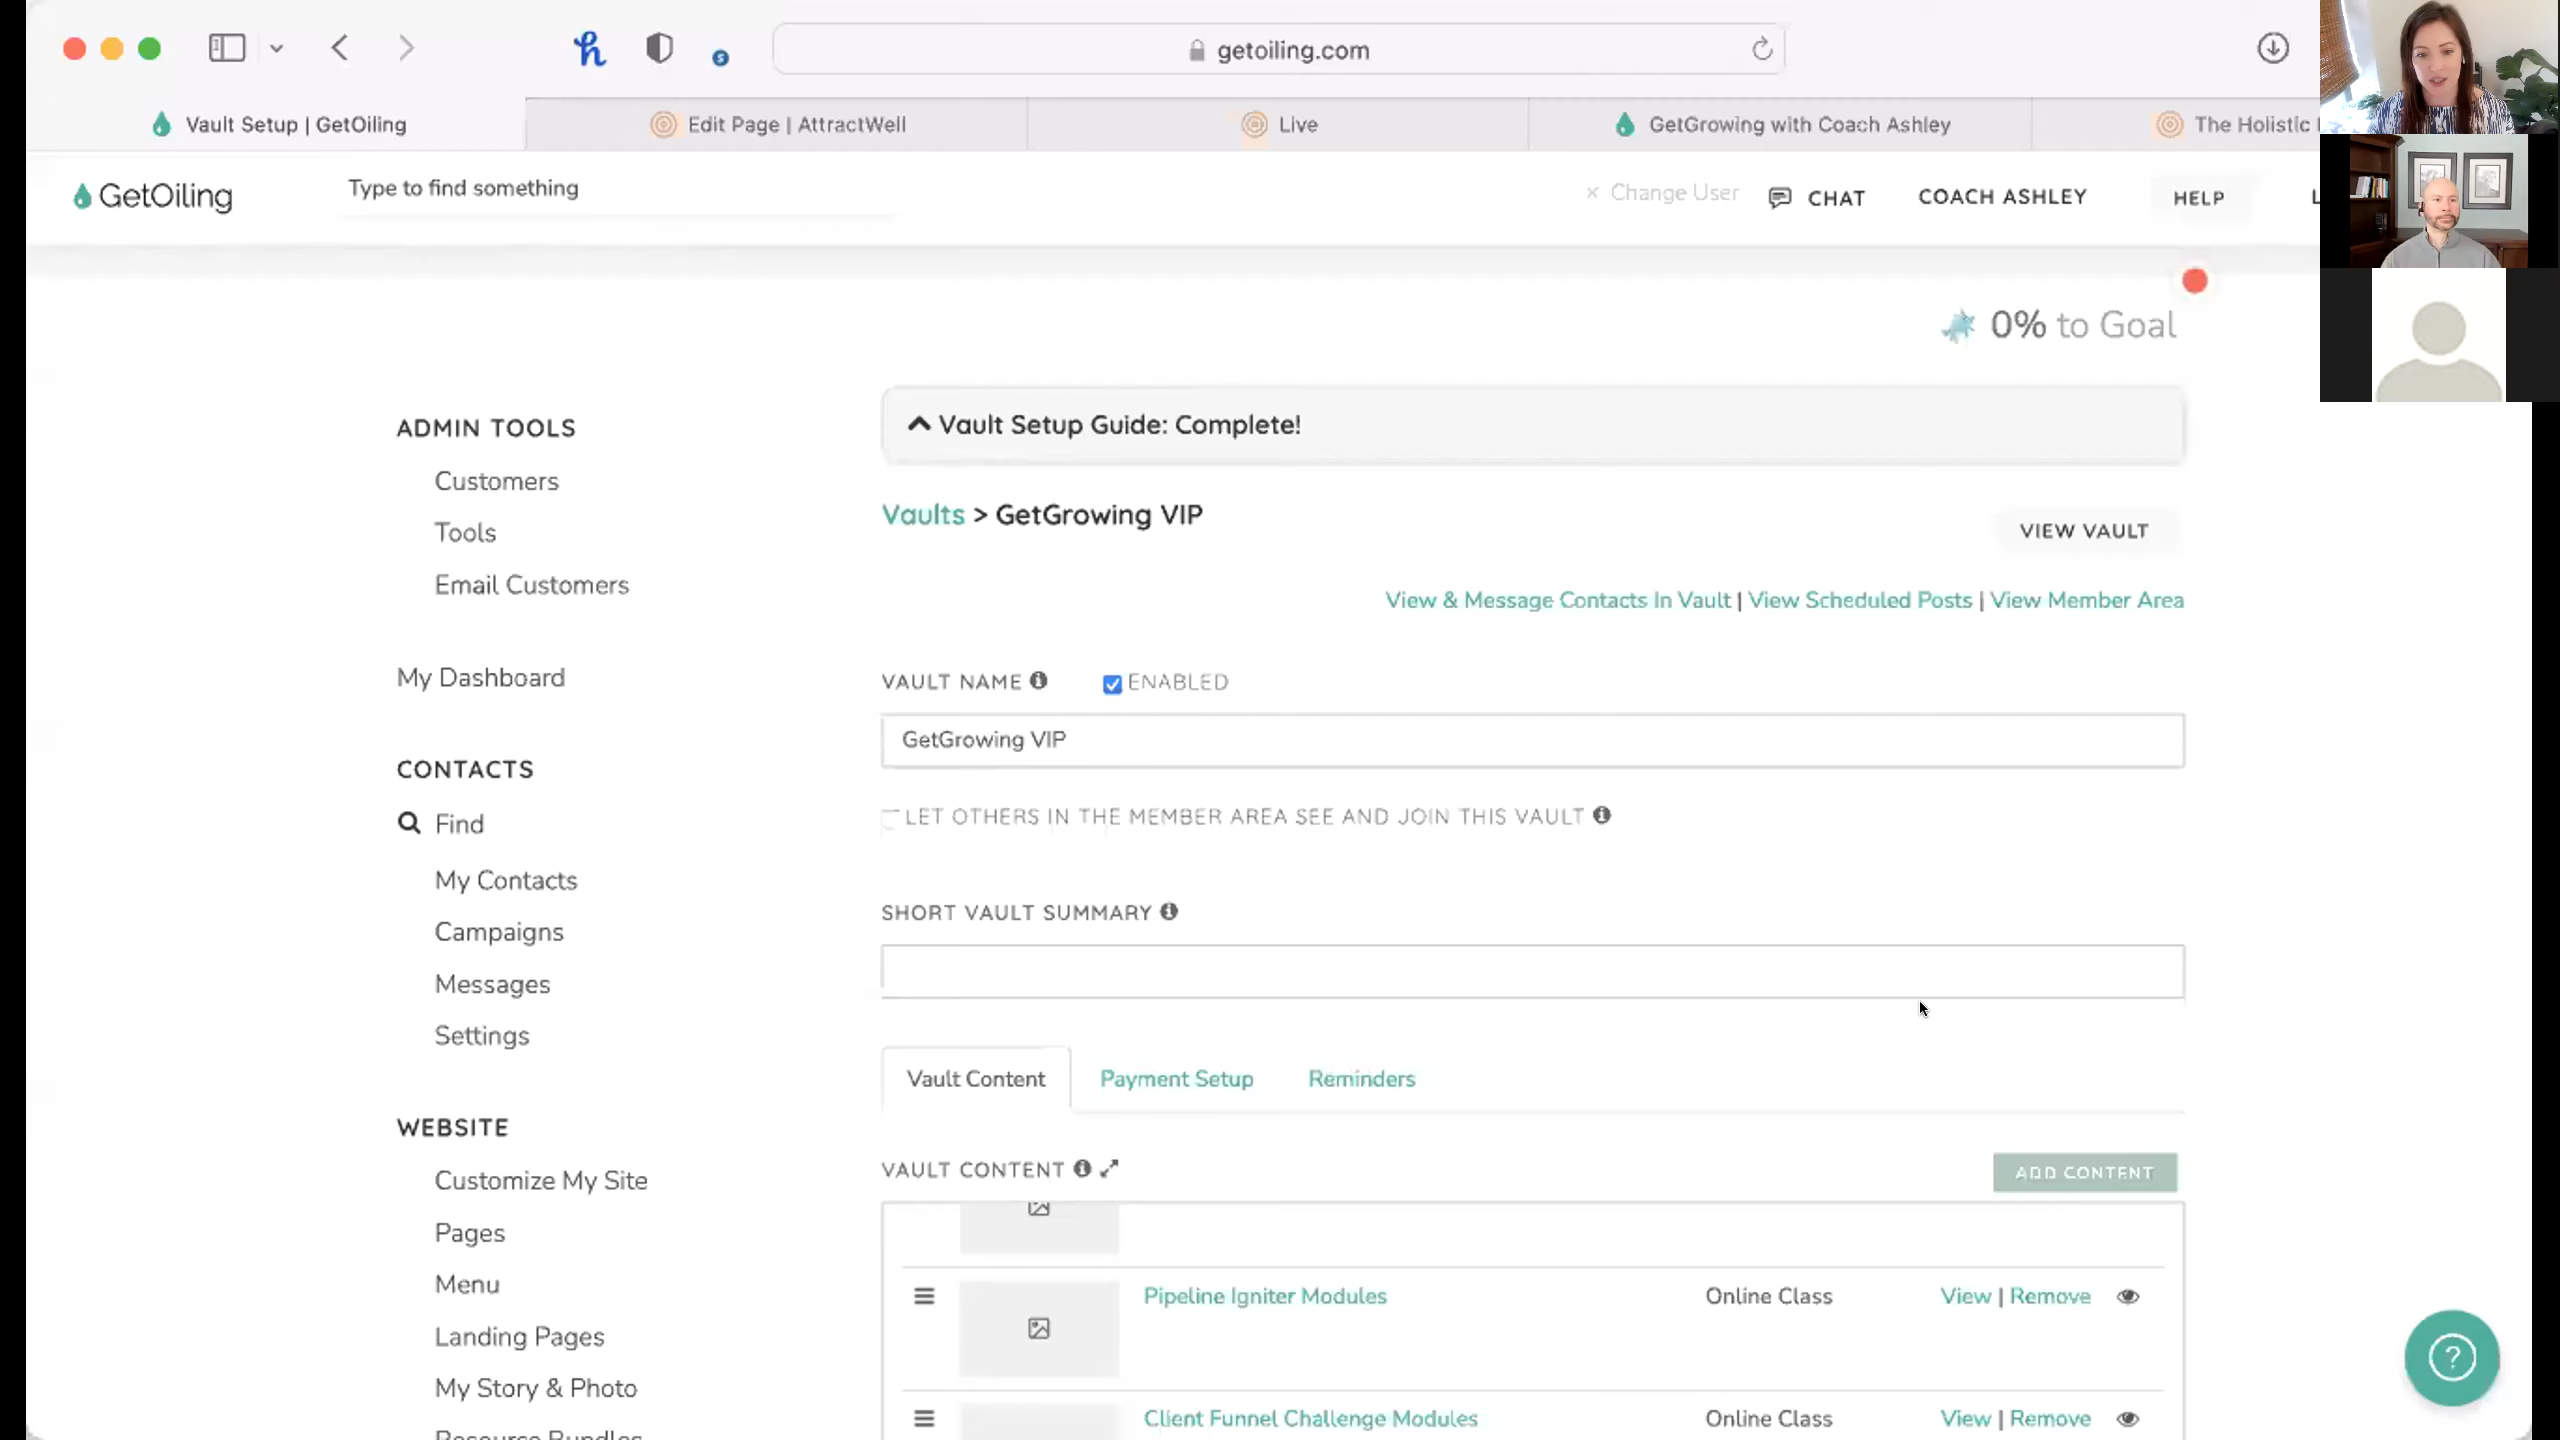 getoiling.com
Vault Setup | GetOiling
Edit Page | AttractWell
Live
GetGrowing with Coach Ashley
The Holistic
GetOiling
Type to find something
× Change User
CHAT
COACH ASHLEY
HELP
0% to Goal
ADMIN TOOLS
Customers
Tools
Email Customers
My Dashboard
CONTACTS
Find
My Contacts
Campaigns
Messages
Settings
WEBSITE
Customize My Site
Pages
Menu
Landing Pages
My Story & Photo
Resource Bundles
Vault Setup Guide: Complete!
Vaults > GetGrowing VIP
VIEW VAULT
View & Message Contacts In Vault | View Scheduled Posts | View Member Area
VAULT NAME
ENABLED
GetGrowing VIP
LET OTHERS IN THE MEMBER AREA SEE AND JOIN THIS VAULT
SHORT VAULT SUMMARY
Vault Content
Payment Setup
Reminders
VAULT CONTENT
ADD CONTENT
Pipeline Igniter Modules
Online Class
View | Remove
Client Funnel Challenge Modules
Online Class
View | Remove